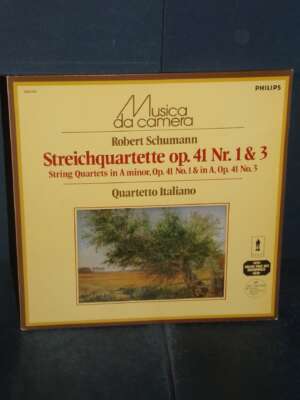 PHILIPS
Musica
da camera
Robert Schumann
Streichquartette op. 41 Nr. 1 & 3
String Quartets in A minor, Op. 41 No. 1 & in A, Op. 41 No. 3
Quartetto Italiano